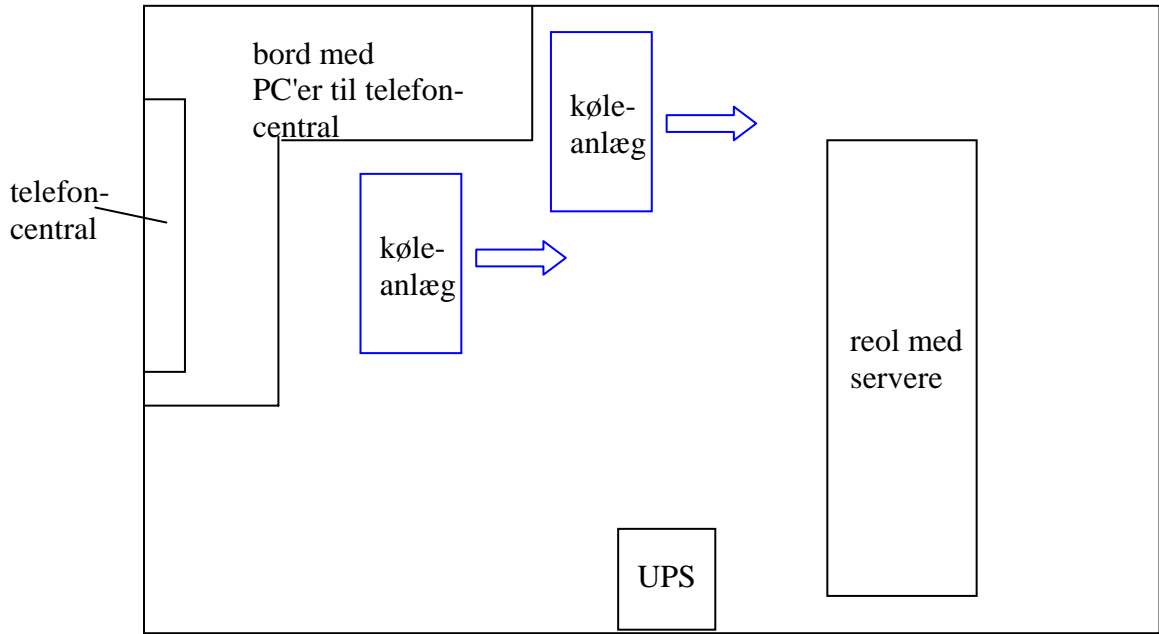 bord med
PC'er til telefon-
central
køle-
anlæg
telefon-
central
køle-
anlæg
reol med
servere
UPS